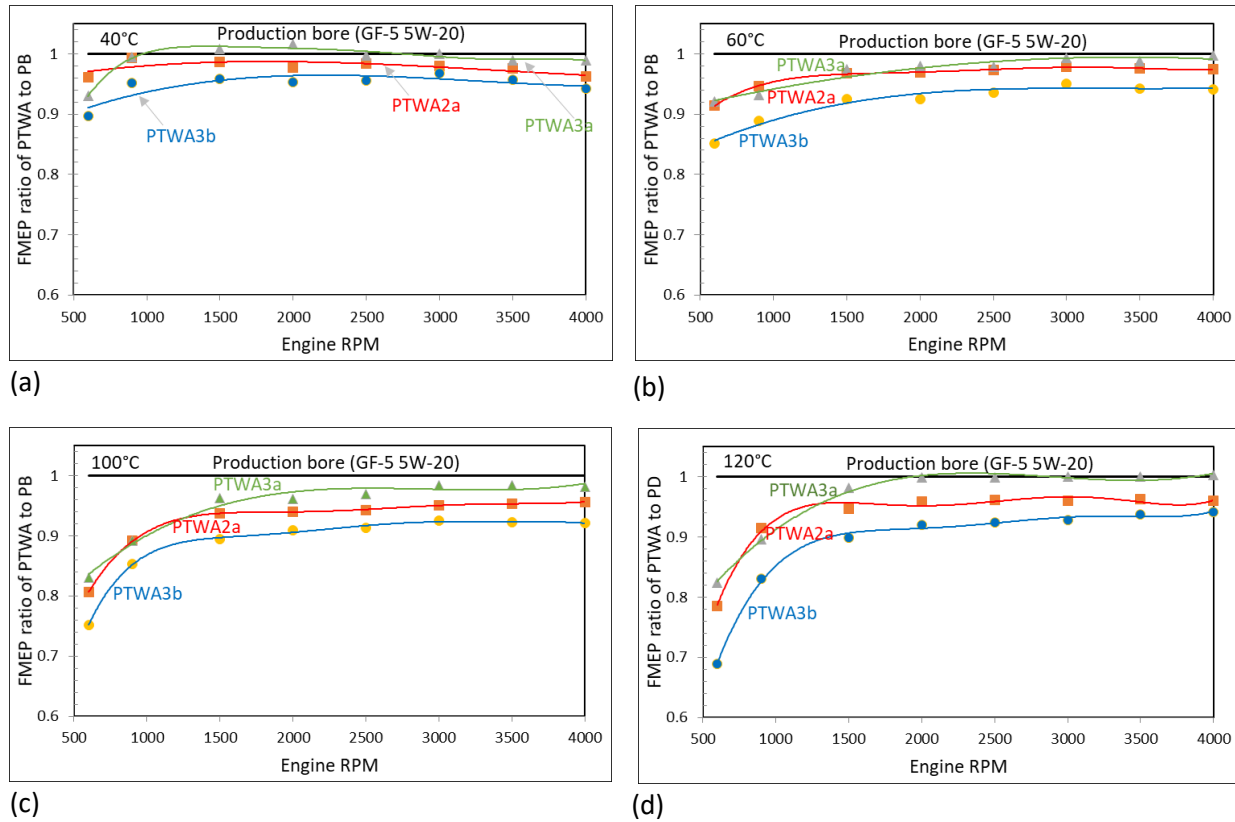 40°C Production bore (GF-5 5W-20)
FMEP ratio of PTWA to PB
1
0.9
0.8
0.7
0.6
PTWA2a
PTWA3a
PTWA3b
500 1000 1500 2000 2500 3000 3500 4000
Engine RPM
(a)
60°C Production bore (GF-5 5W-20)
FMEP ratio of PTWA to PB
1
0.9
0.8
0.7
0.6
PTWA3a
PTWA2a
PTWA3b
500 1000 1500 2000 2500 3000 3500 4000
Engine RPM
(b)
100°C Production bore (GF-5 5W-20)
FMEP ratio of PTWA to PB
1
0.9
0.8
0.7
0.6
PTWA3a
PTWA2a
PTWA3b
500 1000 1500 2000 2500 3000 3500 4000
Engine RPM
(c)
120°C Production bore (GF-5 5W-20)
FMEP ratio of PTWA to PD
1
0.9
0.8
0.7
0.6
PTWA3a
PTWA2a
PTWA3b
500 1000 1500 2000 2500 3000 3500 4000
Engine RPM
(d)